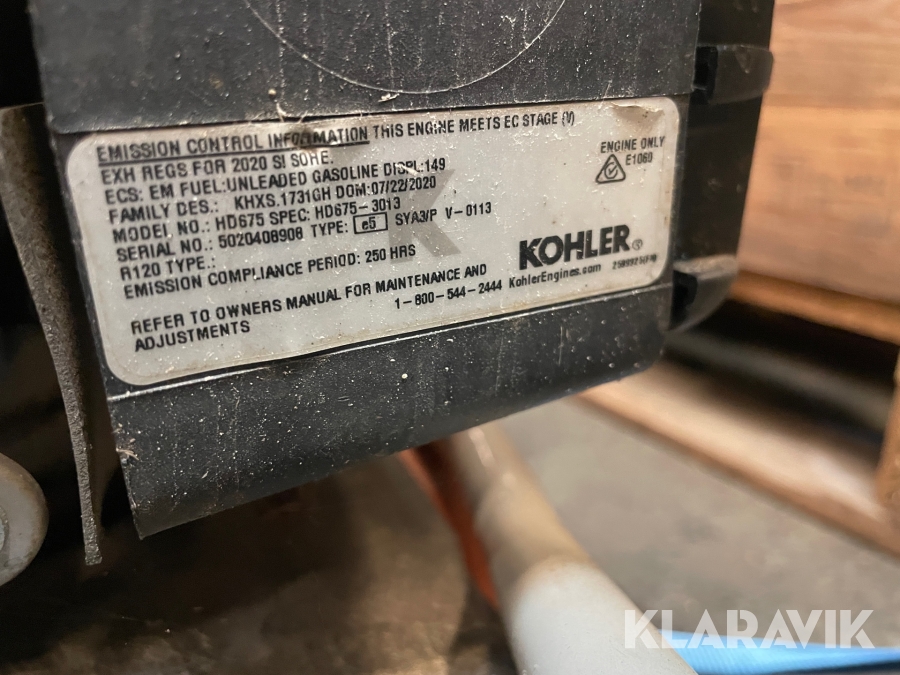 EMISSION CONTROL INFORMATION THIS ENGINE MEETS EC STAGE (V)
EXH REGS FOR 2020 SI SOHE.
ECS: EM FUEL:UNLEADED GASOLINE DISPL:149
FAMILY DES.: KHXS.1731GH DOM:07/22/2020
MODEL NO.: HD675 SPEC: HD675-3013
SERIAL NO.: 5020408908 TYPE: e5 SYA3/P V-0113
R120 TYPE.:
EMISSION COMPLIANCE PERIOD: 250 HRS
REFER TO OWNERS MANUAL FOR MAINTENANCE AND
ADJUSTMENTS
1-800-544-2444
ENGINE ONLY
E1060
KOHLER
KohlerEngines.com
KLARAVIK